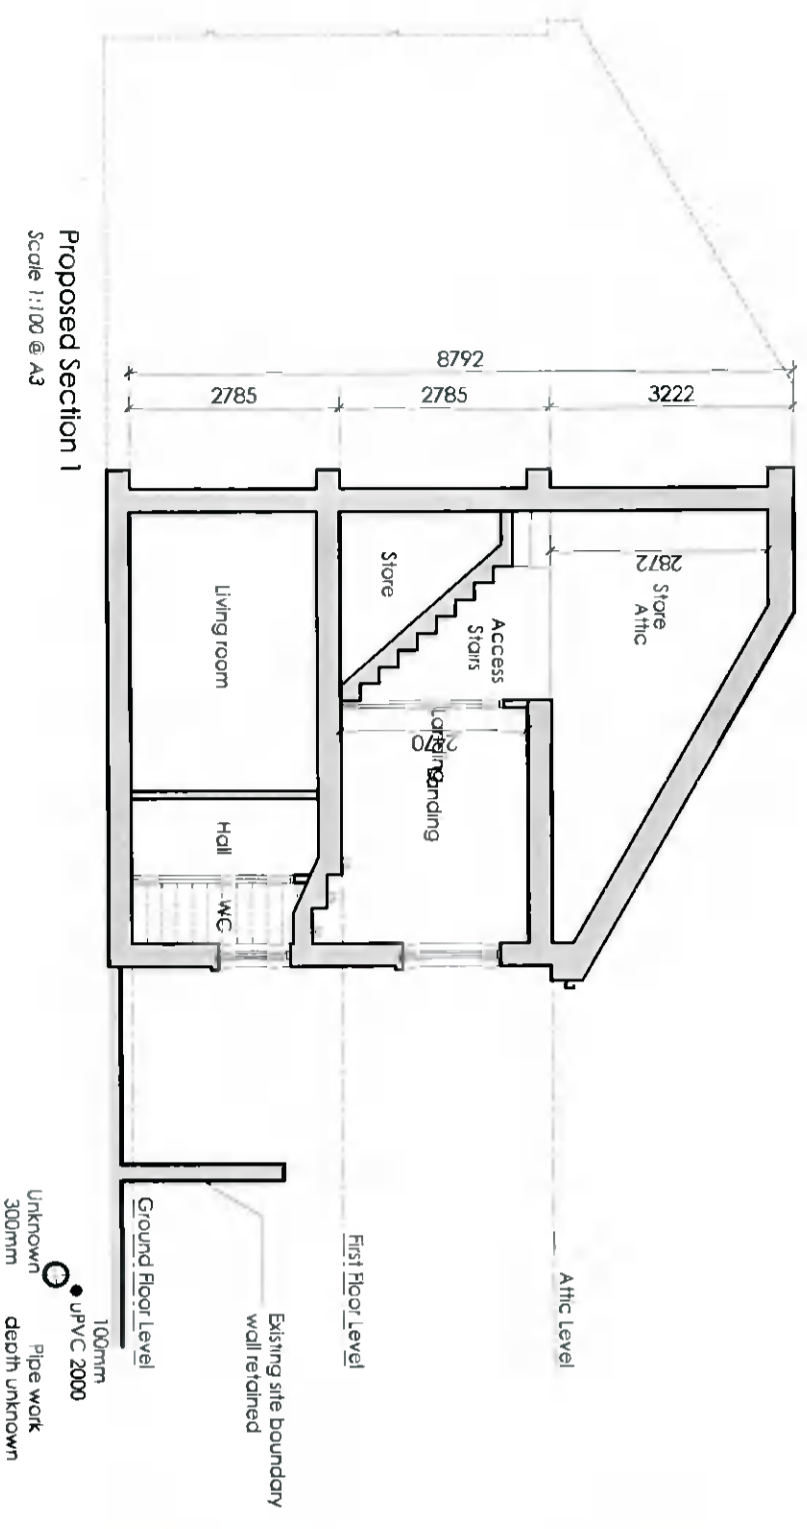 8792
2785
2785
3222
2872
Store
Attic
Store
Access
Stairs
Landing
Landing
2470
Living room
Hall
WC
Attic Level
First Floor Level
Ground Floor Level
Existing site boundary
wall retained
100mm
uPVC 2000
Unknown
300mm
Pipe work
depth unknown
Proposed Section 1
Scale 1:100 @ A3